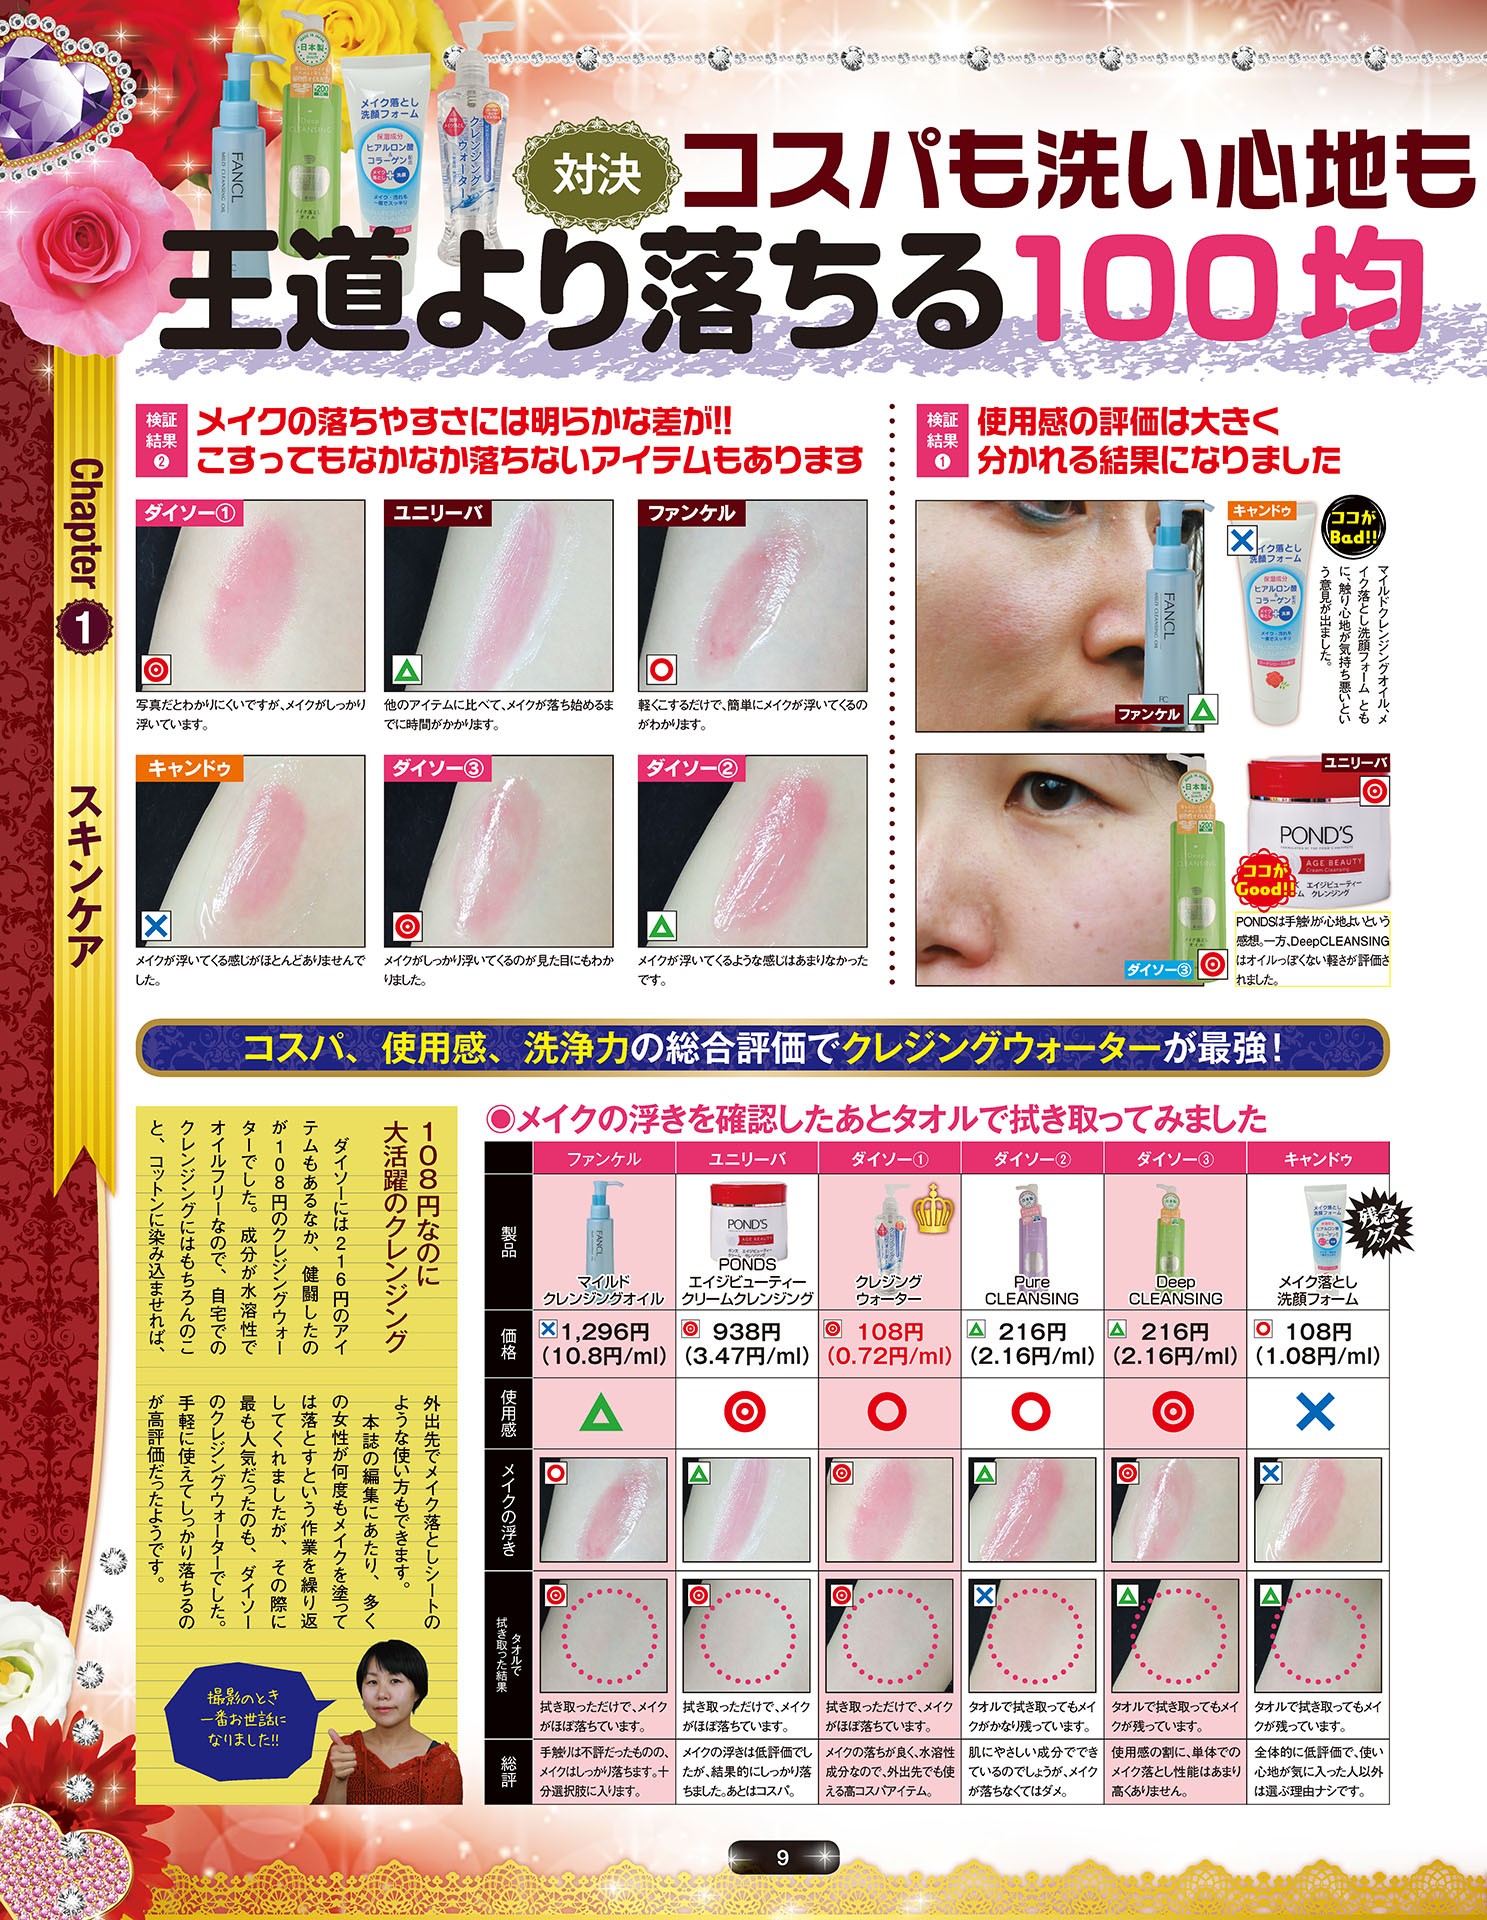 対決
コスパも洗い心地も
王道より落ちる100均
Chapter 1 スキンケア
検証
結果
❷
メイクの落ちやすさには明らかな差が!!
こすってもなかなか落ちないアイテムもあります
ダイソー①
写真だとわかりにくいですが、メイクがしっかり
浮いています。
ユニリーバ
他のアイテムに比べて、メイクが落ち始めるま
でに時間がかかります。
ファンケル
軽くこするだけで、簡単にメイクが浮いてくるの
がわかります。
キャンドゥ
メイクが浮いてくる感じがほとんどありませんで
した。
ダイソー③
メイクがしっかり浮いてくるのが見た目にもわか
りました。
ダイソー②
メイクが浮いてくるような感じはあまりなかった
です。
検証
結果
❶
使用感の評価は大きく
分かれる結果になりました
FANCL
MILD CLEANSING OIL
ファンケル
キャンドゥ
メイク落とし
洗顔フォーム
保湿成分
ヒアルロン酸
コラーゲン
ココが
Bad!!
マイルドクレンジングオイル、メ
イク落とし洗顔フォームとも
に、触り心地が気持ち悪いとい
う意見が出ました。
日本製
Deep
CLEANSING
ダイソー③
ユニリーバ
POND'S
AGE BEAUTY
Cream Cleansing
ココが
Good!!
PONDSは手触りが心地よいという
感想。一方、DeepCLEANSING
はオイルっぽくない軽さが評価さ
れました。
コスパ、使用感、洗浄力の総合評価でクレジングウォーターが最強!
108円なのに
大活躍のクレンジング
ダイソーには216円のアイ
テムもあるなか、健闘したの
が108円のクレジングウォー
ターでした。成分が水溶性で
オイルフリーなので、自宅での
クレンジングにはもちろんのこ
と、コットンに染み込ませれば、
外出先でメイク落としシートの
ような使い方もできます。
本誌の編集にあたり、多く
の女性が何度もメイクを塗って
は落とすという作業を繰り返
してくれましたが、その際に
最も人気だったのも、ダイソー
のクレジングウォーターでした。
手軽に使えてしっかり落ちるの
が高評価だったようです。
撮影のとき
一番お世話に
なりました!!
◉メイクの浮きを確認したあとタオルで拭き取ってみました
ファンケル ユニリーバ ダイソー① ダイソー② ダイソー③ キャンドゥ
製品
マイルド
クレンジングオイル
PONDS
エイジビューティー
クリームクレンジング
クレジング
ウォーター
Pure
CLEANSING
Deep
CLEANSING
メイク落とし
洗顔フォーム
残念
グッズ
価格
× 1,296円
(10.8円/ml)
◎ 938円
(3.47円/ml)
◎ 108円
(0.72円/ml)
△ 216円
(2.16円/ml)
△ 216円
(2.16円/ml)
○ 108円
(1.08円/ml)
使用感
△ ◎ ○ ○ ◎ ×
メイクの浮き
○ △ ◎ △ ◎ ×
タオルで
拭き取った結果
◎ ◎ ◎ × △ △
拭き取っただけで、メイク
がほぼ落ちています。
拭き取っただけで、メイク
がほぼ落ちています。
拭き取っただけで、メイク
がほぼ落ちています。
タオルで拭き取ってもメイ
クがかなり残っています。
タオルで拭き取ってもメイ
クが残っています。
タオルで拭き取ってもメイ
クが残っています。
総評
手触りは不評だったものの、
メイクはしっかり落ちます。十
分選択肢に入ります。
メイクの浮きは低評価でし
たが、結果的にしっかり落
ちました。あとはコスパ。
メイクの落ちが良く、水溶性
成分なので、外出先でも使
える高コスパアイテム。
肌にやさしい成分ででき
ているのでしょうが、メイク
が落ちなくてはダメ。
使用感の割に、単体での
メイク落とし性能はあまり
高くありません。
全体的に低評価で、使い
心地が気に入った人以外
は選ぶ理由ナシです。
9